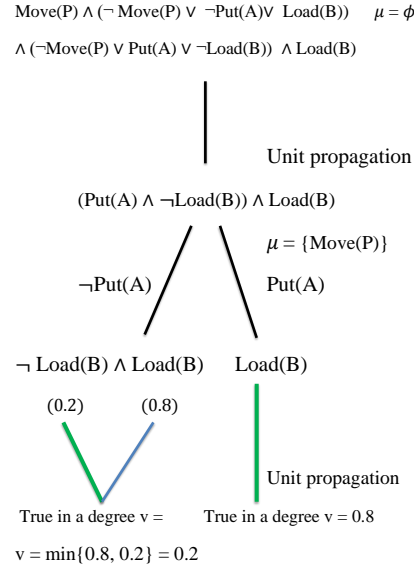 Move(P) ∧ (¬ Move(P) ∨ ¬Put(A)∨ Load(B)) μ = ϕ
∧ (¬Move(P) ∨ Put(A) ∨ ¬Load(B)) ∧ Load(B)
Unit propagation
(Put(A) ∧ ¬Load(B)) ∧ Load(B)
μ = {Move(P)}
¬Put(A) Put(A)
¬ Load(B) ∧ Load(B) Load(B)
(0.2) (0.8)
Unit propagation
True in a degree v = True in a degree v = 0.8
v = min{0.8, 0.2} = 0.2